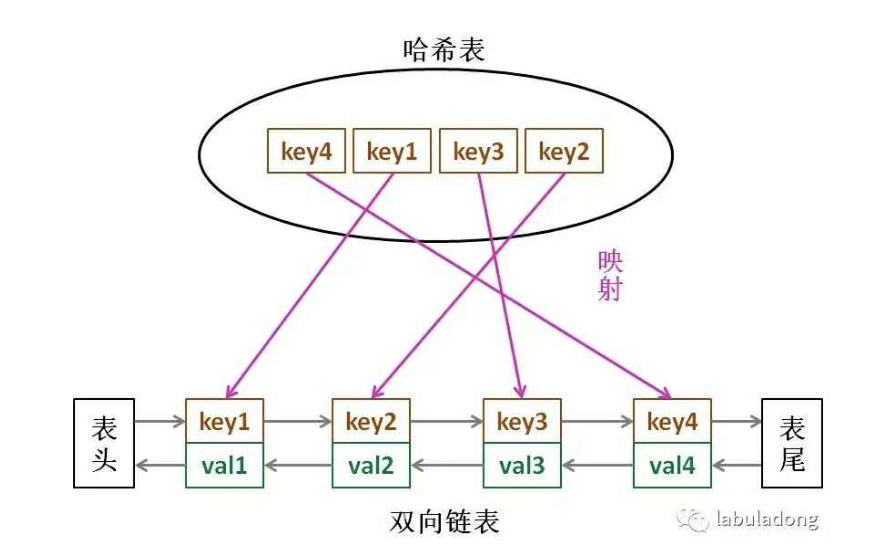 哈希表
key4 key1 key3 key2
映
射
表
头
key1 key2 key3 key4
val1 val2 val3 val4
表
尾
双向链表
labuladong